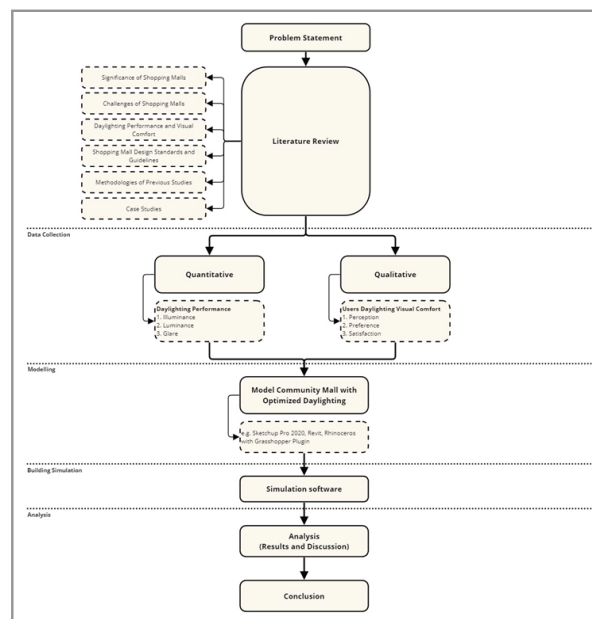 Problem Statement
Literature Review
Significance of Shopping Malls
Challenges of Shopping Malls
Daylighting Performance and Visual
Comfort
Shopping Mall Design Standards and
Guidelines
Methodologies of Previous Studies
Case Studies
Data Collection
Quantitative
Qualitative
Daylighting Performance
1. Illuminance
2. Luminance
3. Glare
Users Daylighting Visual Comfort
1. Perception
2. Preference
3. Satisfaction
Modelling
Model Community Mall with
Optimized Daylighting
e.g. Sketchup Pro 2020, Revit, Rhinoceros
with Grasshopper Plugin
Building Simulation
Simulation software
Analysis
Analysis
(Results and Discussion)
Conclusion